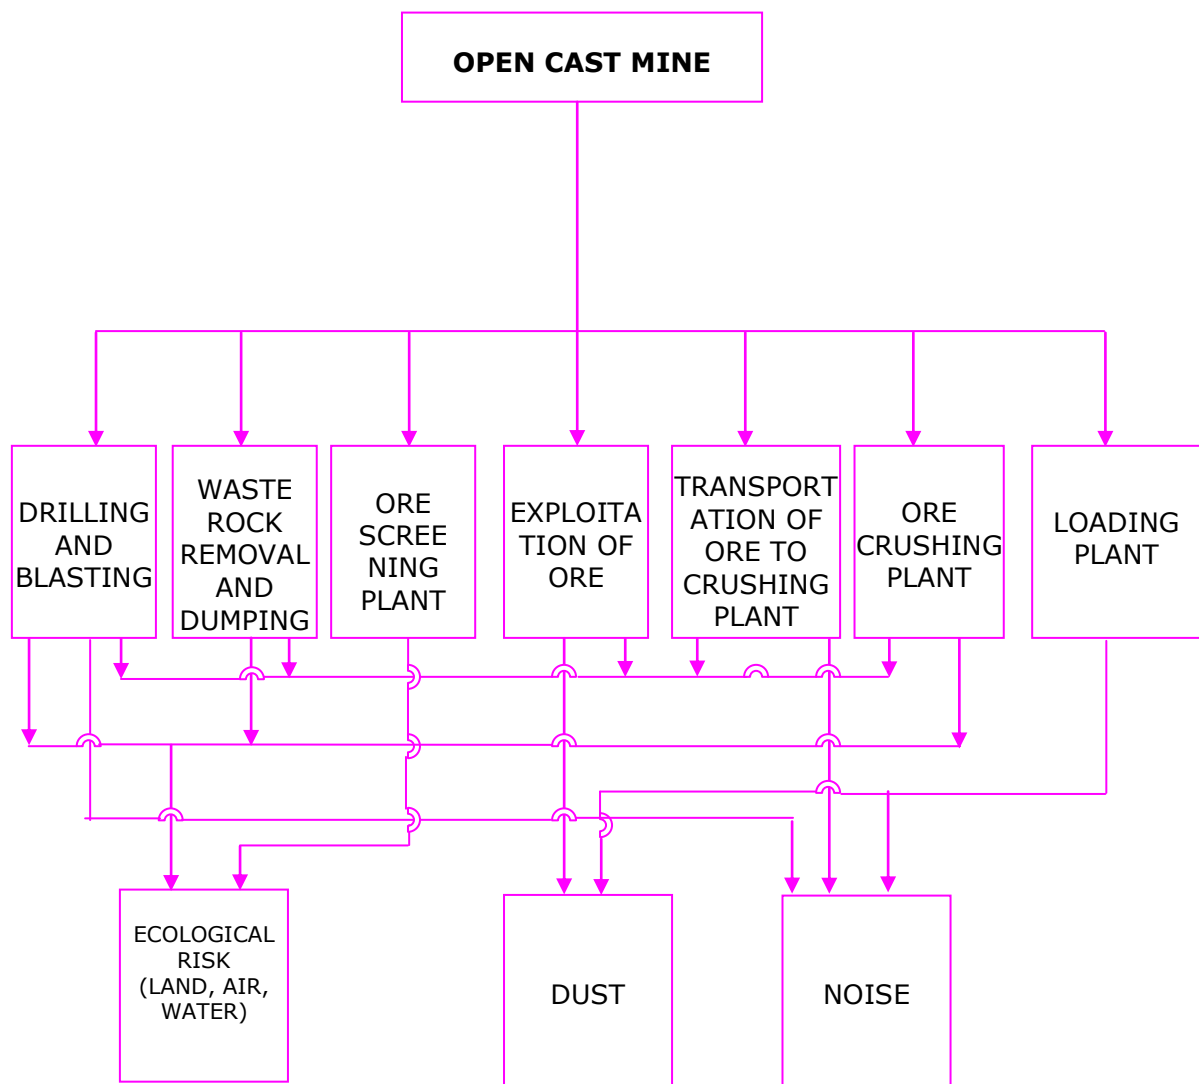 OPEN CAST MINE
DRILLING
AND
BLASTING
WASTE
ROCK
REMOVAL
AND
DUMPING
ORE
SCREE
NING
PLANT
EXPLOITA
TION OF
ORE
TRANSPORT
ATION OF
ORE TO
CRUSHING
PLANT
ORE
CRUSHING
PLANT
LOADING
PLANT
ECOLOGICAL
RISK
(LAND, AIR,
WATER)
DUST
NOISE